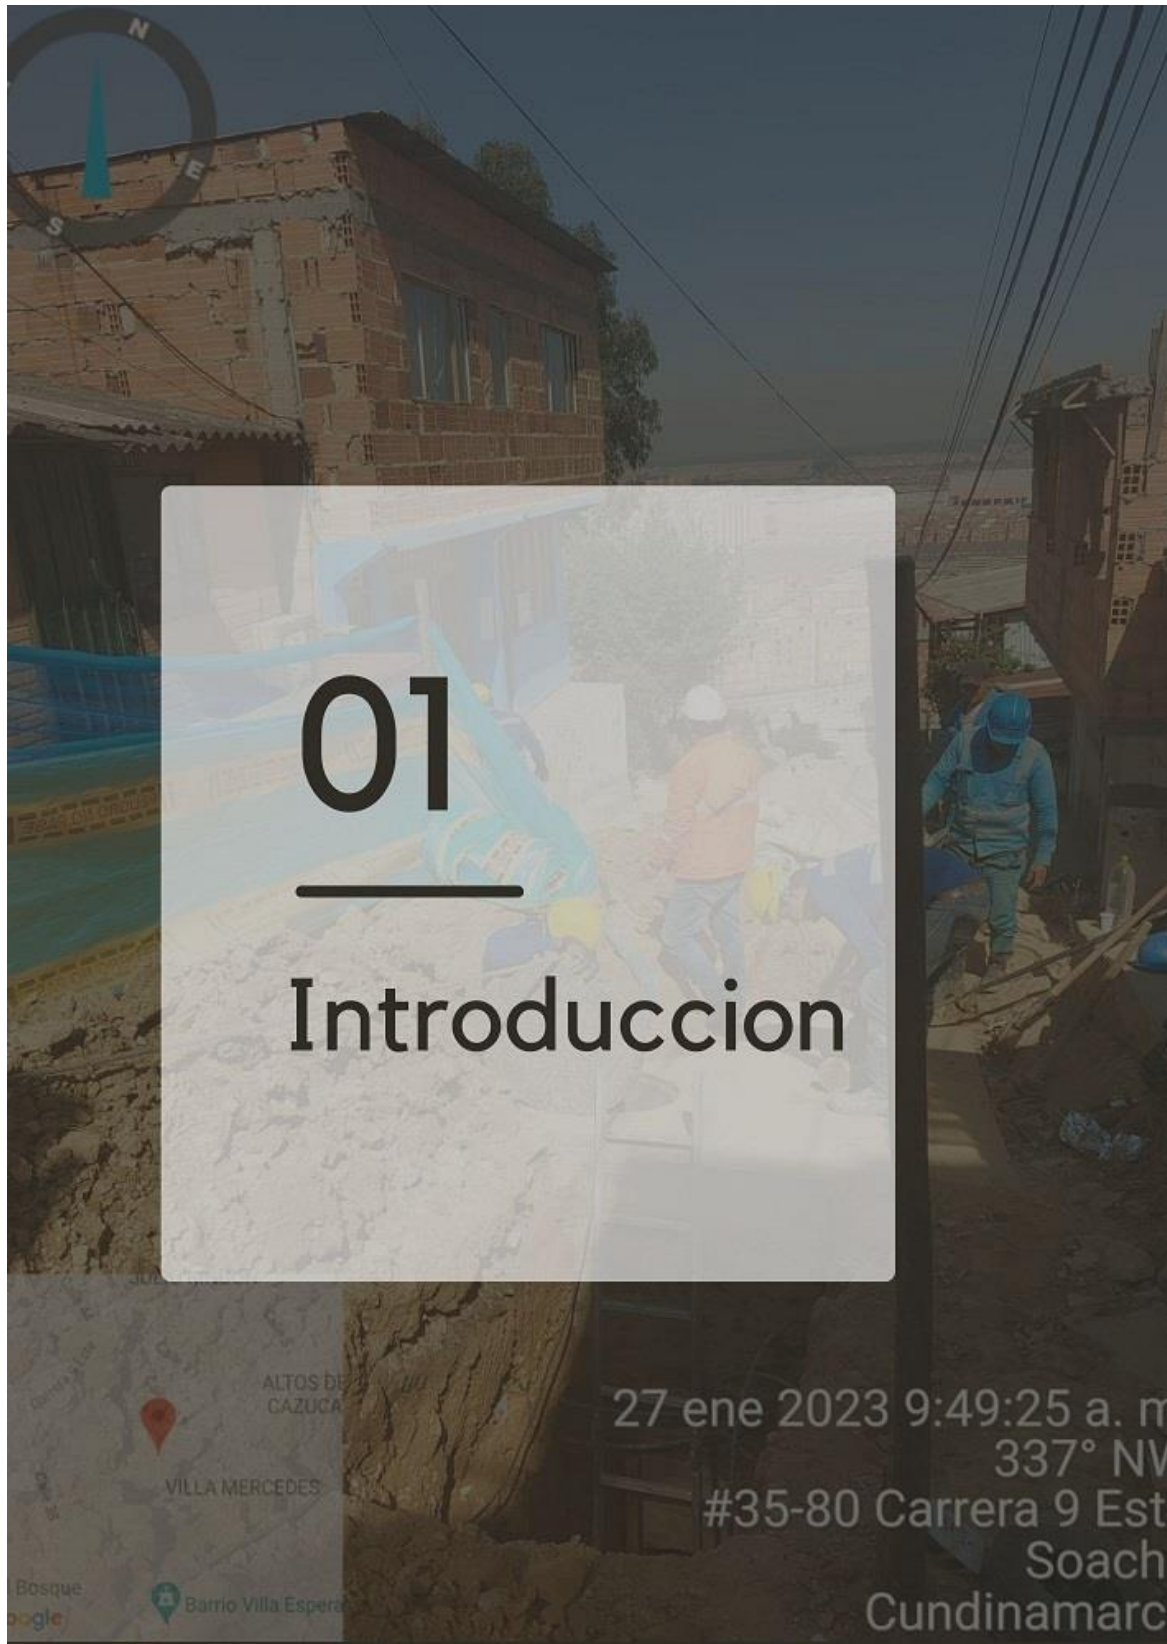 N
E
S
01
Introduccion
ALTOS DE
CAZUCA
VILLA MERCEDES
Bosque
Barrio Villa Espera
27 ene 2023 9:49:25 a. m
337° NW
#35-80 Carrera 9 Est
Soach
Cundinamarc